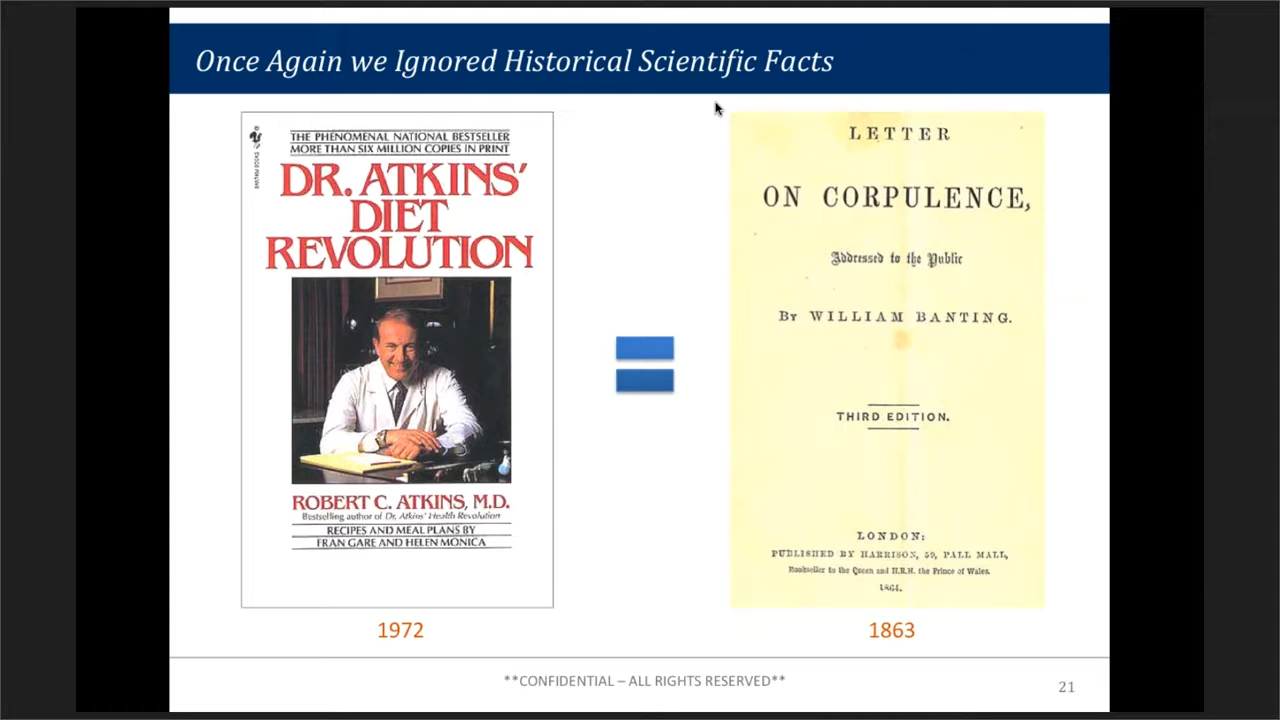 Once Again we Ignored Historical Scientific Facts
THE PHENOMENAL NATIONAL BESTSELLER
MORE THAN SIX MILLION COPIES IN PRINT
DR. ATKINS'
DIET
REVOLUTION
ROBERT C. ATKINS, M.D.
Bestselling author of Dr. Atkins' Health Revolution
RECIPES AND MEAL PLANS BY
FRAN GARE AND HELEN MONICA
1972
LETTER
ON CORPULENCE,
Addressed to the Public
BY WILLIAM BANTING.
THIRD EDITION.
LONDON:
PUBLISHED BY HARRISON, 59, PALL MALL,
Bookseller to the Queen and H.R.H. the Prince of Wales.
1864.
1863
**CONFIDENTIAL – ALL RIGHTS RESERVED**
21